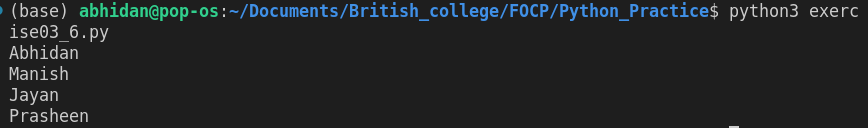 (base) abhidan@pop-os:~/Documents/British_college/FOCP/Python_Practice$ python3 exerc
ise03_6.py
Abhidan
Manish
Jayan
Prasheen